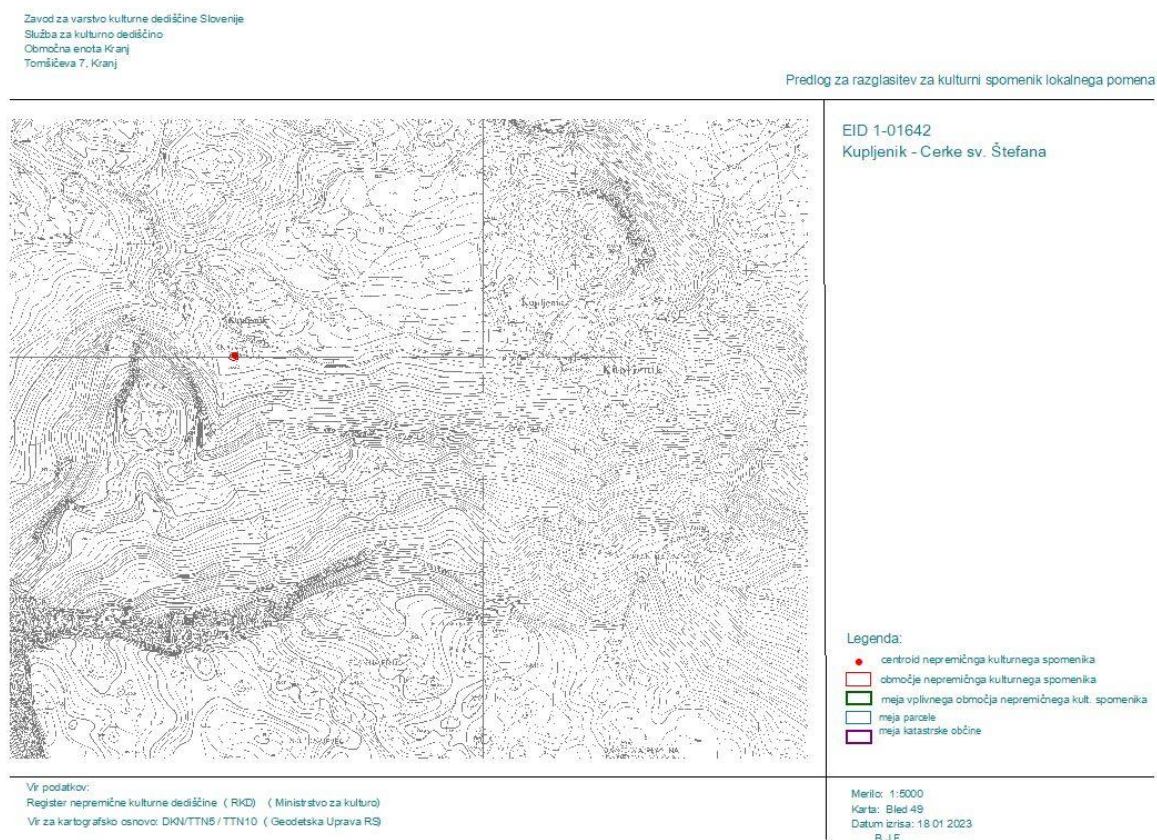 Zavod za varstvo kulturne dediščine Slovenije
Služba za kulturno dediščino
Območna enota Kranj
Tomšičeva 7, Kranj
Predlog za razglasitev za kulturni spomenik lokalnega pomena
EID 1-01642
Kupljenik - Cerke sv. Štefana
Kupljenik
Kupljenik
Kupljenik
Legenda:
centroid nepremičnga kulturnega spomenika
območje nepremičnga kulturnega spomenika
meja vplivnega območja nepremičnega kult. spomenika
meja parcele
meja katastrske občine
Vir podatkov:
Register nepremične kulturne dediščine ( RKD) ( Ministrstvo za kulturo)
Vir za kartografsko osnovo: DKN/TTN5 / TTN10 ( Geodetska Uprava RS)
Merilo: 1:5000
Karta: Bled 49
Datum izrisa: 18 01 2023